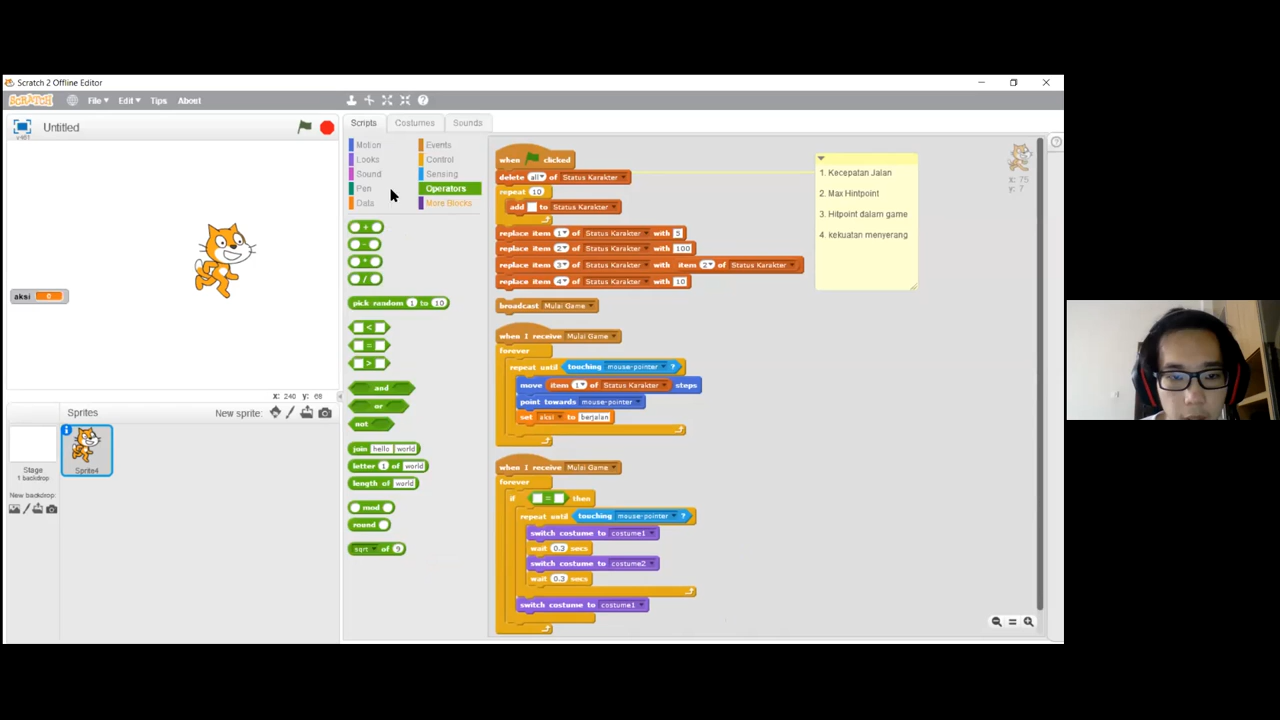 Scratch 2 Offline Editor
SCRATCH File Edit Tips About
Untitled
v461
Scripts Costumes Sounds
Motion Events
Looks Control
Sound Sensing
Pen Operators
Data More Blocks
+
-
*
/
pick random 1 to 10
<
=
>
and
or
not
join hello world
letter 1 of world
length of world
mod
round
sqrt of 9
aksi 0
x: 240 y: 68
Sprites New sprite:
Stage
1 backdrop
New backdrop:
Sprite4
when clicked
delete all of Status Karakter
repeat 10
add to Status Karakter
replace item 1 of Status Karakter with 5
replace item 2 of Status Karakter with 100
replace item 3 of Status Karakter with item 2 of Status Karakter
replace item 4 of Status Karakter with 10
broadcast Mulai Game
when I receive Mulai Game
forever
repeat until touching mouse-pointer ?
move item 1 of Status Karakter steps
point towards mouse-pointer
set aksi to berjalan
when I receive Mulai Game
forever
if = then
repeat until touching mouse-pointer ?
switch costume to costume1
wait 0.3 secs
switch costume to costume2
wait 0.3 secs
switch costume to costume1
1. Kecepatan Jalan
2. Max Hintpoint
3. Hitpoint dalam game
4. kekuatan menyerang
x: 75
y: 7